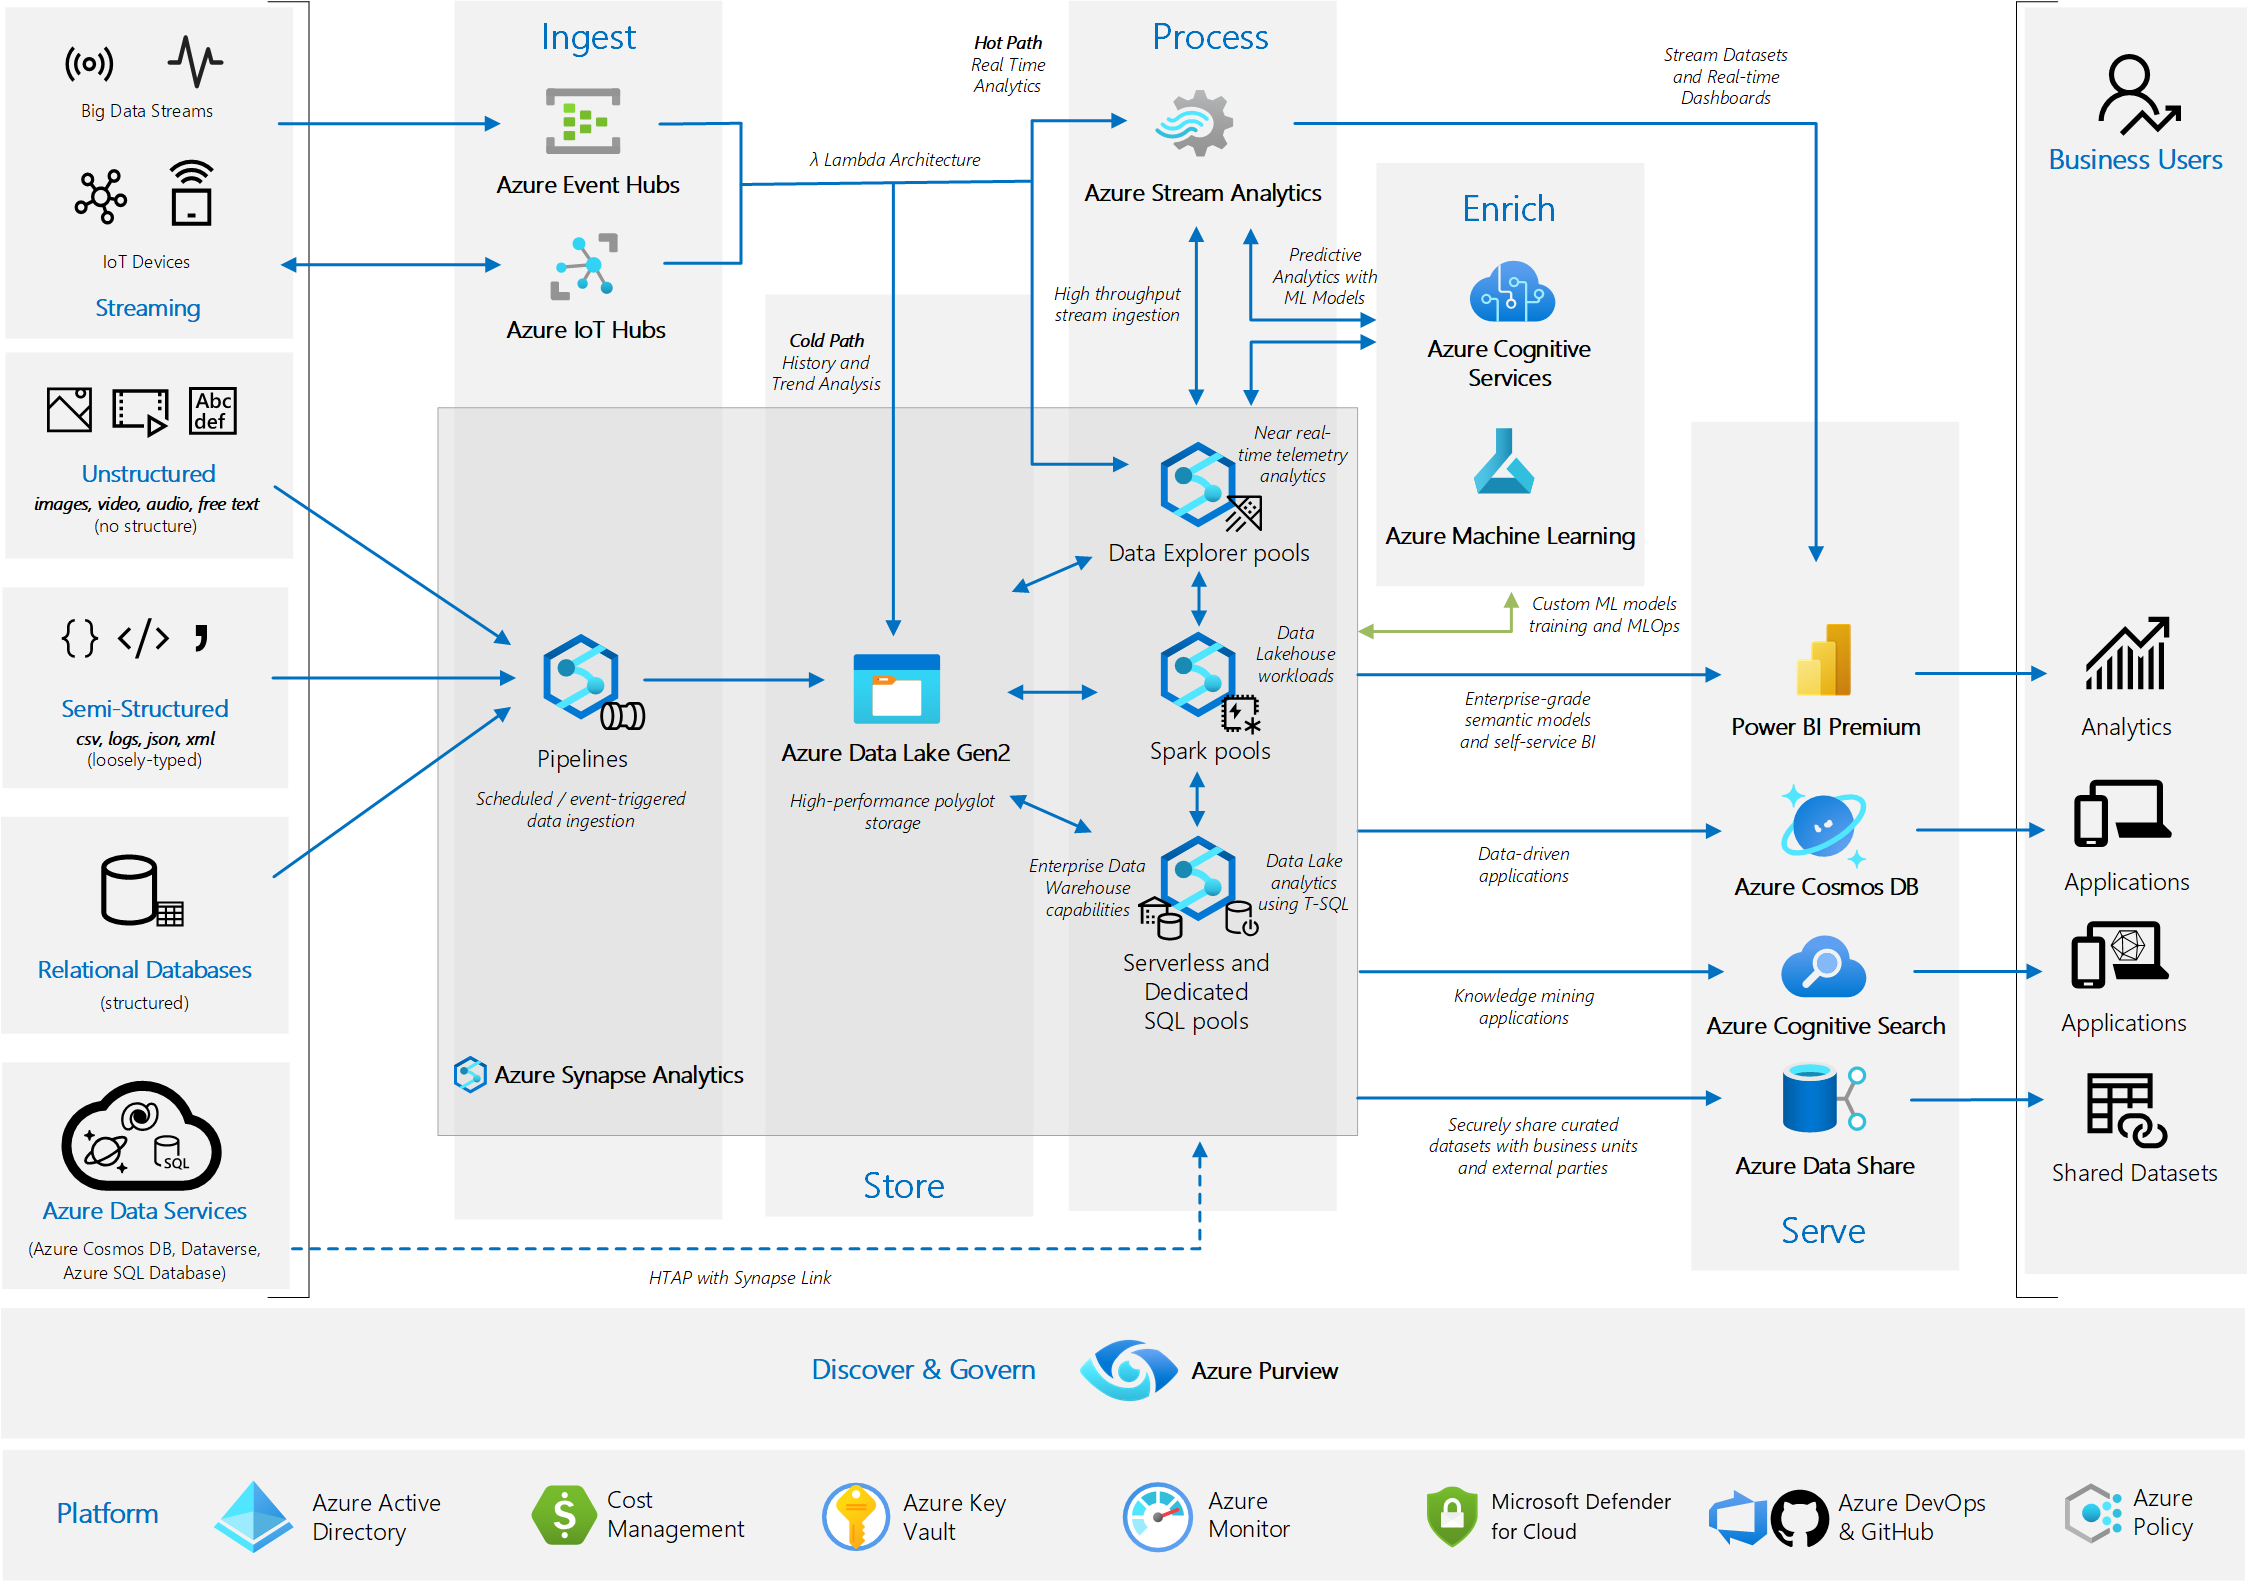 Ingest
Process
Hot Path
Real Time
Analytics
Stream Datasets
and Real-time
Dashboards
Big Data Streams
IoT Devices
Streaming
Azure Event Hubs
Azure IoT Hubs
λ Lambda Architecture
Azure Stream Analytics
Business Users
Enrich
Predictive
Analytics with
ML Models
High throughput
stream ingestion
Azure Cognitive
Services
Azure Machine Learning
Cold Path
History and
Trend Analysis
Abc
def
Unstructured
images, video, audio, free text
(no structure)
Near real-
time telemetry
analytics
Data Explorer pools
Custom ML models
training and MLOps
{ } </> ,
Semi-Structured
csv, logs, json, xml
(loosely-typed)
Pipelines
Scheduled / event-triggered
data ingestion
Azure Data Lake Gen2
High-performance polyglot
storage
Data
Lakehouse
workloads
Spark pools
Enterprise-grade
semantic models
and self-service BI
Power BI Premium
Analytics
Relational Databases
(structured)
Enterprise Data
Warehouse
capabilities
Data Lake
analytics
using T-SQL
Serverless and
Dedicated
SQL pools
Data-driven
applications
Azure Cosmos DB
Applications
Knowledge mining
applications
Azure Cognitive Search
Applications
Azure Synapse Analytics
Securely share curated
datasets with business units
and external parties
Azure Data Share
Shared Datasets
SQL
Azure Data Services
(Azure Cosmos DB, Dataverse,
Azure SQL Database)
Store
Serve
HTAP with Synapse Link
Discover & Govern
Azure Purview
Platform
Azure Active
Directory
$
Cost
Management
Azure Key
Vault
Azure
Monitor
Microsoft Defender
for Cloud
Azure DevOps
& GitHub
Azure
Policy